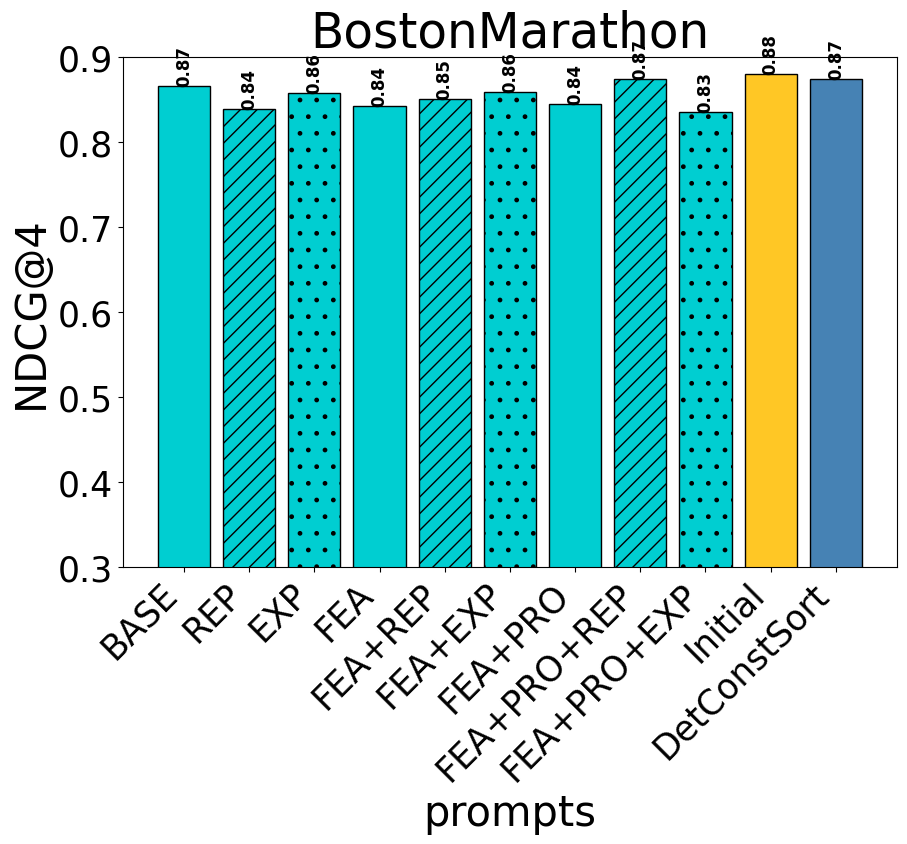 BostonMarathon
0.87
0.84
0.86
0.84
0.85
0.86
0.84
0.87
0.83
0.88
0.87
NDCG@4
0.9
0.8
0.7
0.6
0.5
0.4
0.3
BASE
REP
EXP
FEA
FEA+REP
FEA+EXP
FEA+PRO
FEA+PRO+REP
FEA+PRO+EXP
Initial
DetConstSort
prompts